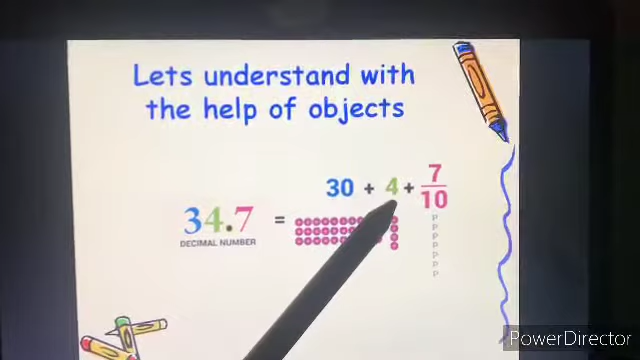 Lets understand with
the help of objects
30 + 4 + 7/10
34.7 =
DECIMAL NUMBER
P
P
P
P
P
P
P
PowerDirector